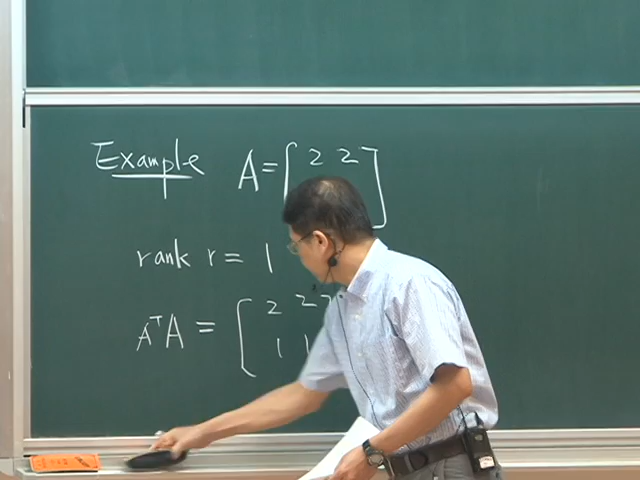 Example A = [ 2 2 ]
rank r = 1
AᵀA = [ 2 2
1 1